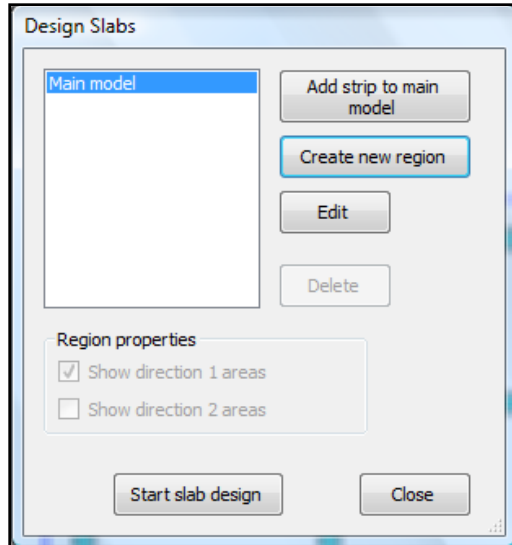 Design Slabs
Main model
Add strip to main
model
Create new region
Edit
Delete
Region properties
Show direction 1 areas
Show direction 2 areas
Start slab design
Close